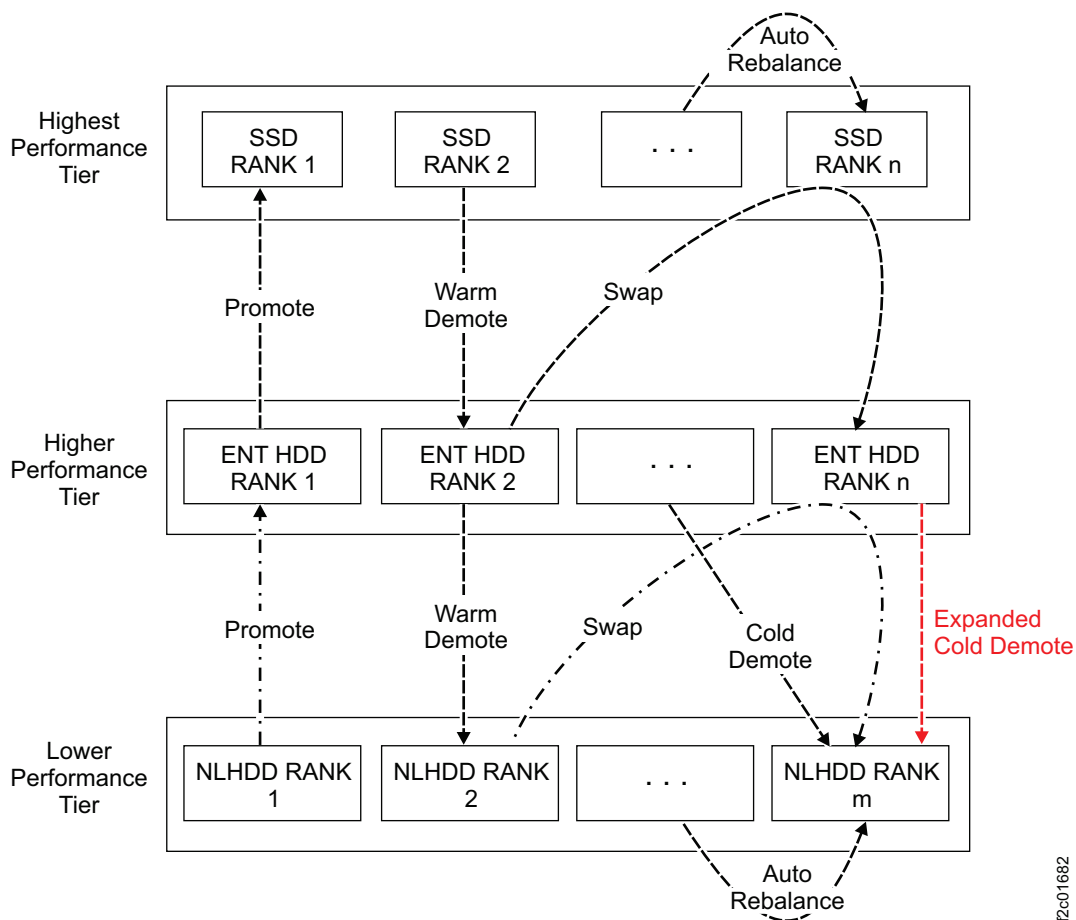 Auto
Rebalance
Highest
Performance
Tier
SSD
RANK 1
SSD
RANK 2
. . .
SSD
RANK n
Promote
Warm
Demote
Swap
Higher
Performance
Tier
ENT HDD
RANK 1
ENT HDD
RANK 2
. . .
ENT HDD
RANK n
Promote
Warm
Demote
Swap
Cold
Demote
Expanded
Cold Demote
Lower
Performance
Tier
NLHDD RANK
1
NLHDD RANK
2
. . .
NLHDD RANK
m
Auto
Rebalance
f2c01682